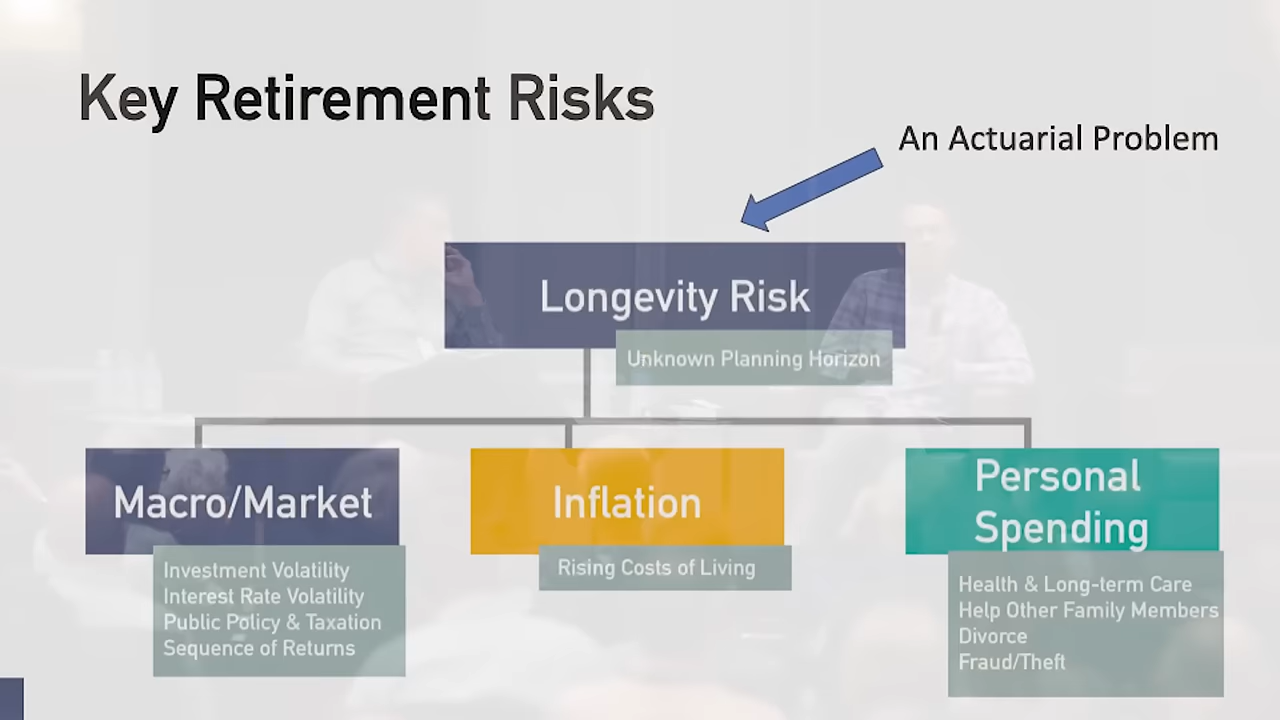 Key Retirement Risks
An Actuarial Problem
Longevity Risk
Unknown Planning Horizon
Macro/Market
Investment Volatility
Interest Rate Volatility
Public Policy & Taxation
Sequence of Returns
Inflation
Rising Costs of Living
Personal
Spending
Health & Long-term Care
Help Other Family Members
Divorce
Fraud/Theft